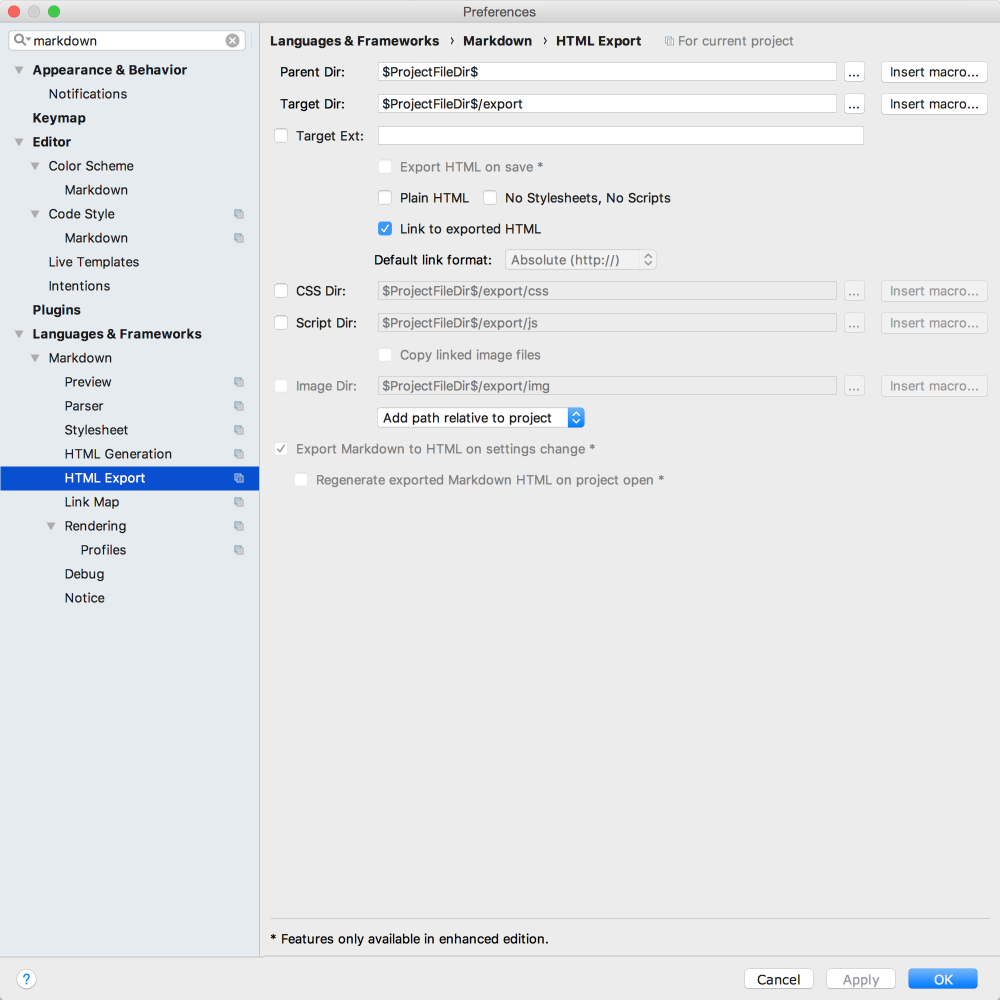 Preferences
markdown
Appearance & Behavior
Notifications
Keymap
Editor
Color Scheme
Markdown
Code Style
Markdown
Live Templates
Intentions
Plugins
Languages & Frameworks
Markdown
Preview
Parser
Stylesheet
HTML Generation
HTML Export
Link Map
Rendering
Profiles
Debug
Notice
?
Languages & Frameworks › Markdown › HTML Export For current project
Parent Dir: $ProjectFileDir$ ... Insert macro...
Target Dir: $ProjectFileDir$/export ... Insert macro...
Target Ext:
Export HTML on save *
Plain HTML No Stylesheets, No Scripts
Link to exported HTML
Default link format: Absolute (http://)
CSS Dir: $ProjectFileDir$/export/css ... Insert macro...
Script Dir: $ProjectFileDir$/export/js ... Insert macro...
Copy linked image files
Image Dir: $ProjectFileDir$/export/img ... Insert macro...
Add path relative to project
Export Markdown to HTML on settings change *
Regenerate exported Markdown HTML on project open *
* Features only available in enhanced edition.
Cancel Apply OK